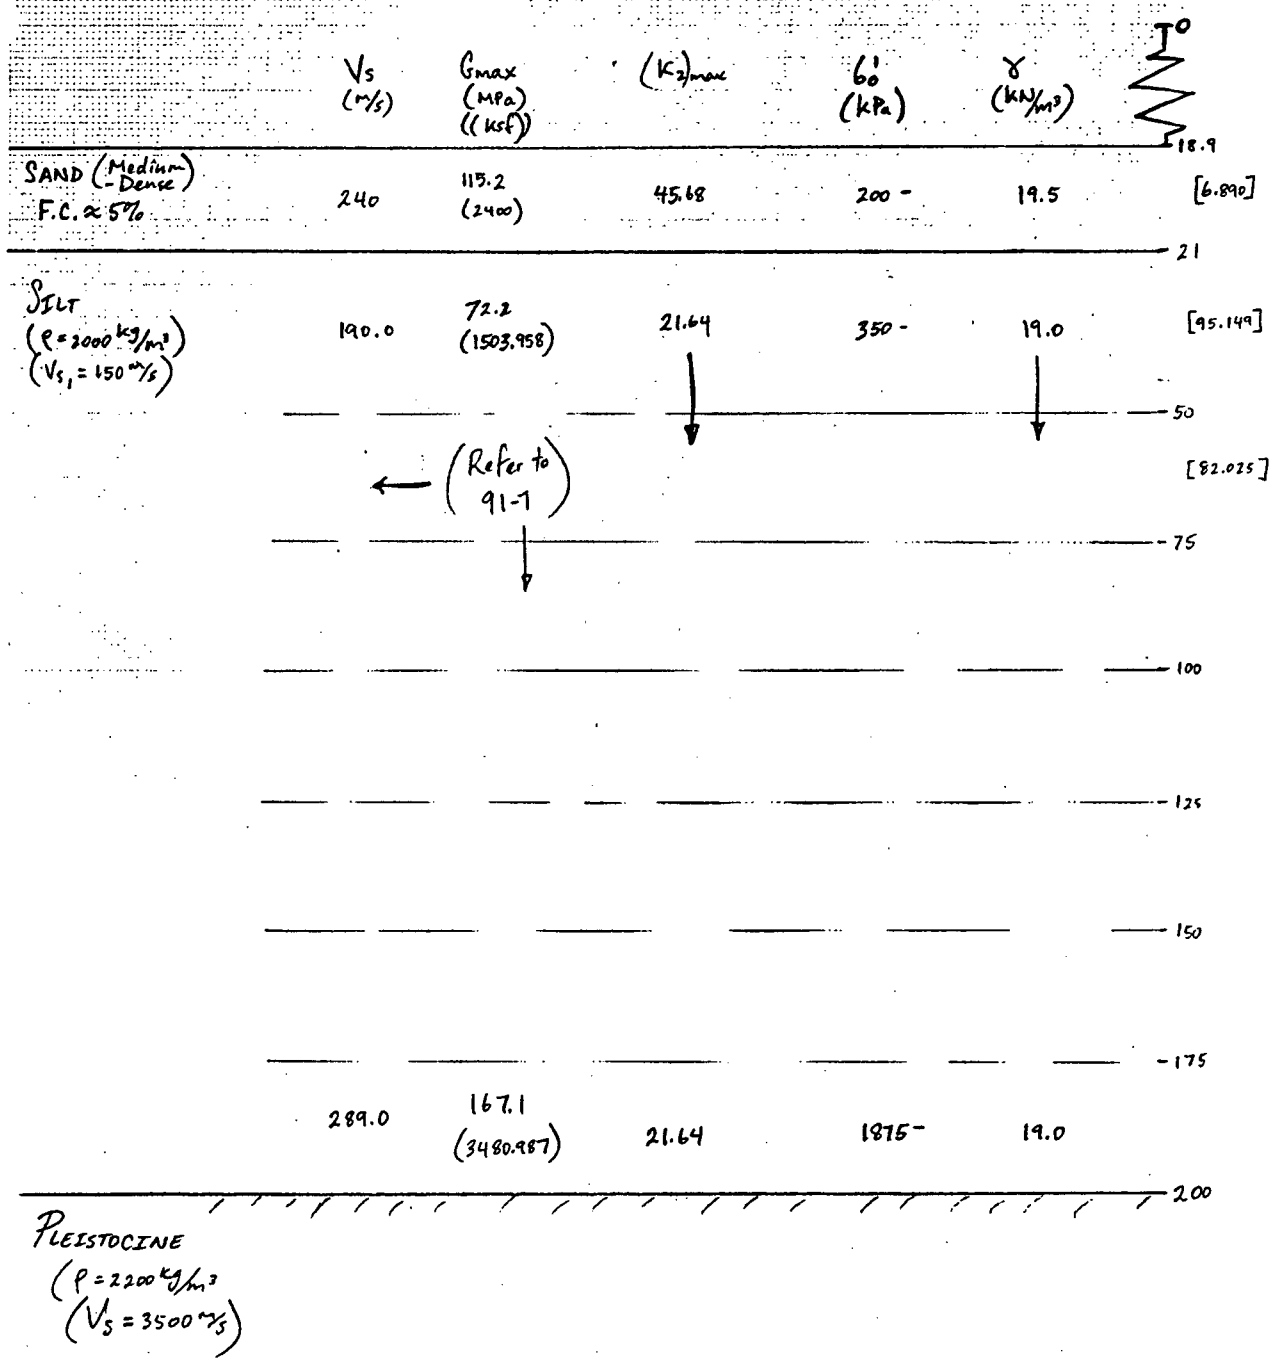 0
Vs Gmax (K2)max σ0' γ
(m/s) (MPa) (kPa) (kN/m³)
((ksf))
18.9
SAND (Medium - Dense) 240 115.2 (2400) 45.68 200 - 19.5 [6.890]
F.C. ≈ 5%
21
SILT 190.0 72.2 21.64 350 - 19.0 [95.149]
(ρ = 2000 kg/m³) (1503.958)
(Vs1 = 150 m/s)
50
(Refer to 91-7) [82.025]
75
100
125
150
175
289.0 167.1 21.64 1875 - 19.0
(3480.987)
200
PLEISTOCINE
(ρ = 2200 kg/m³
(Vs = 3500 m/s)